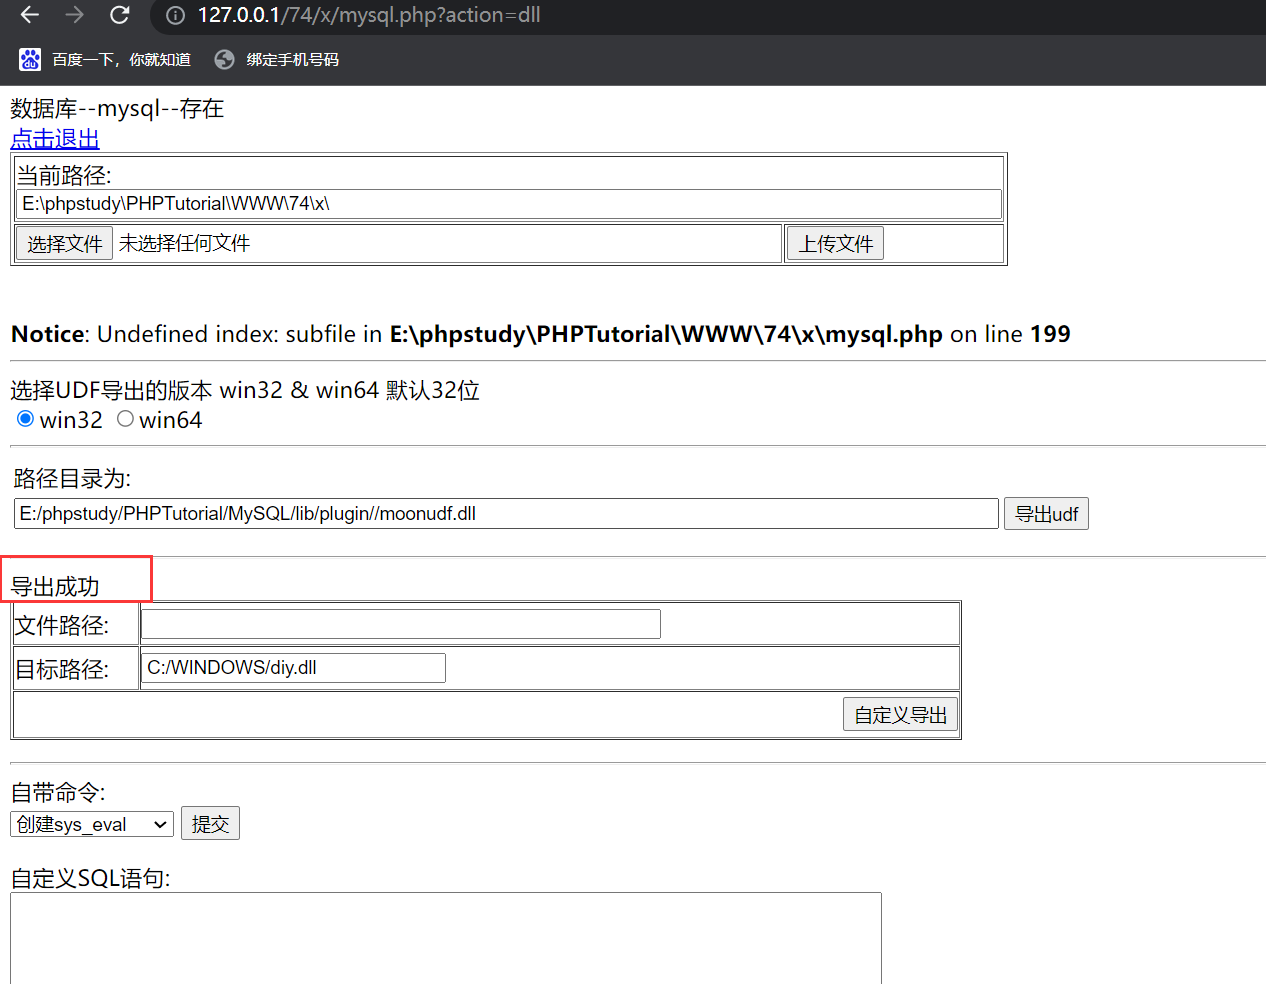 127.0.0.1/74/x/mysql.php?action=dll
百度一下，你就知道 绑定手机号码
数据库--mysql--存在
点击退出
当前路径:
E:\phpstudy\PHPTutorial\WWW\74\x\
选择文件 未选择任何文件 上传文件
Notice: Undefined index: subfile in E:\phpstudy\PHPTutorial\WWW\74\x\mysql.php on line 199
选择UDF导出的版本 win32 & win64 默认32位
win32 win64
路径目录为:
E:/phpstudy/PHPTutorial/MySQL/lib/plugin//moonudf.dll 导出udf
导出成功
文件路径:
目标路径: C:/WINDOWS/diy.dll
自定义导出
自带命令:
创建sys_eval 提交
自定义SQL语句: